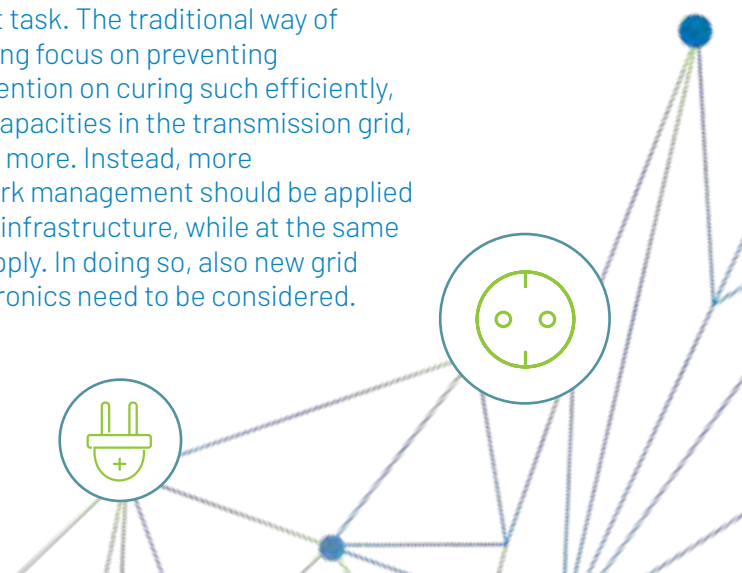 t task. The traditional way of
ng focus on preventing
ention on curing such efficiently,
apacities in the transmission grid,
more. Instead, more
rk management should be applied
infrastructure, while at the same
pply. In doing so, also new grid
ronics need to be considered.